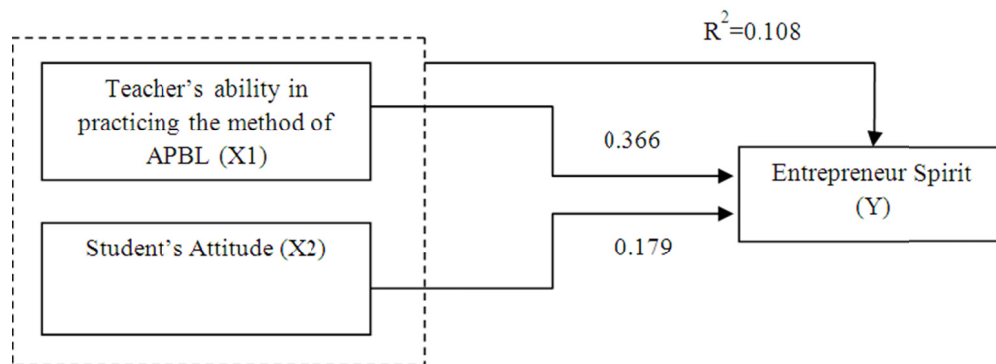 R²=0.108
Teacher's ability in
practicing the method of
APBL (X1)
0.366
Entrepreneur Spirit
(Y)
Student's Attitude (X2)
0.179